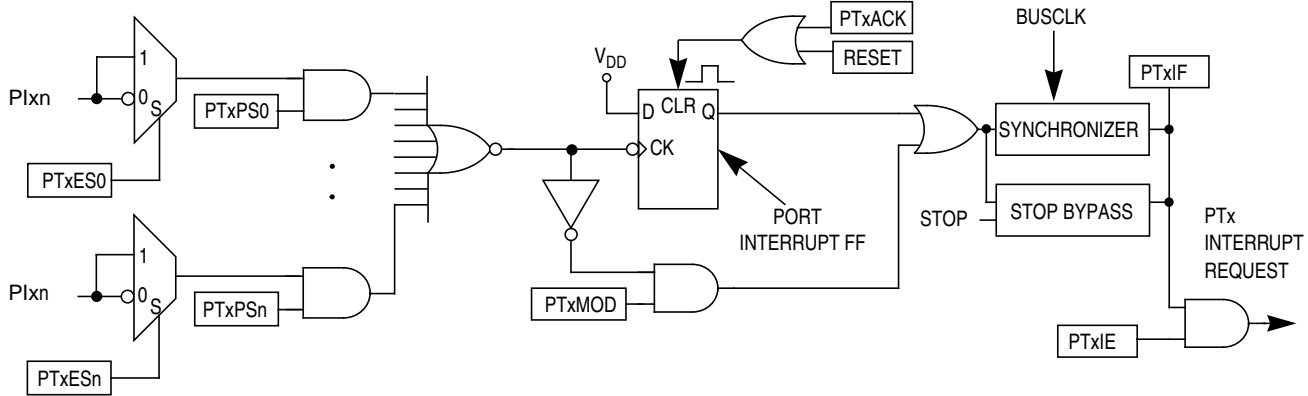 PIxn
1
0
S
PTxPS0
PTxES0
PIxn
1
0
S
PTxPSn
PTxESn
VDD
D
CLR
Q
CK
PTxACK
RESET
PORT
INTERRUPT FF
PTxMOD
BUSCLK
SYNCHRONIZER
STOP
STOP BYPASS
PTxIF
PTx
INTERRUPT
REQUEST
PTxIE